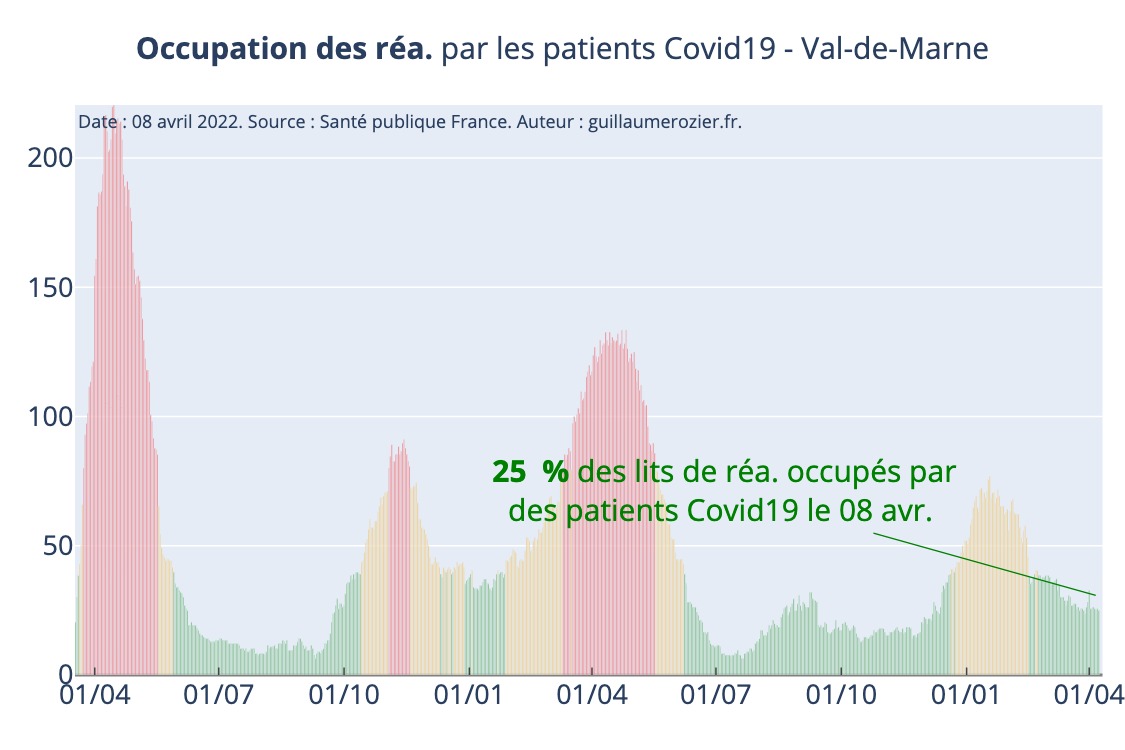 Occupation des réa. par les patients Covid19 - Val-de-Marne
Date : 08 avril 2022. Source : Santé publique France. Auteur : guillaumerozier.fr.
200
150
100
50
0
25 % des lits de réa. occupés par
des patients Covid19 le 08 avr.
01/04 01/07 01/10 01/01 01/04 01/07 01/10 01/01 01/04